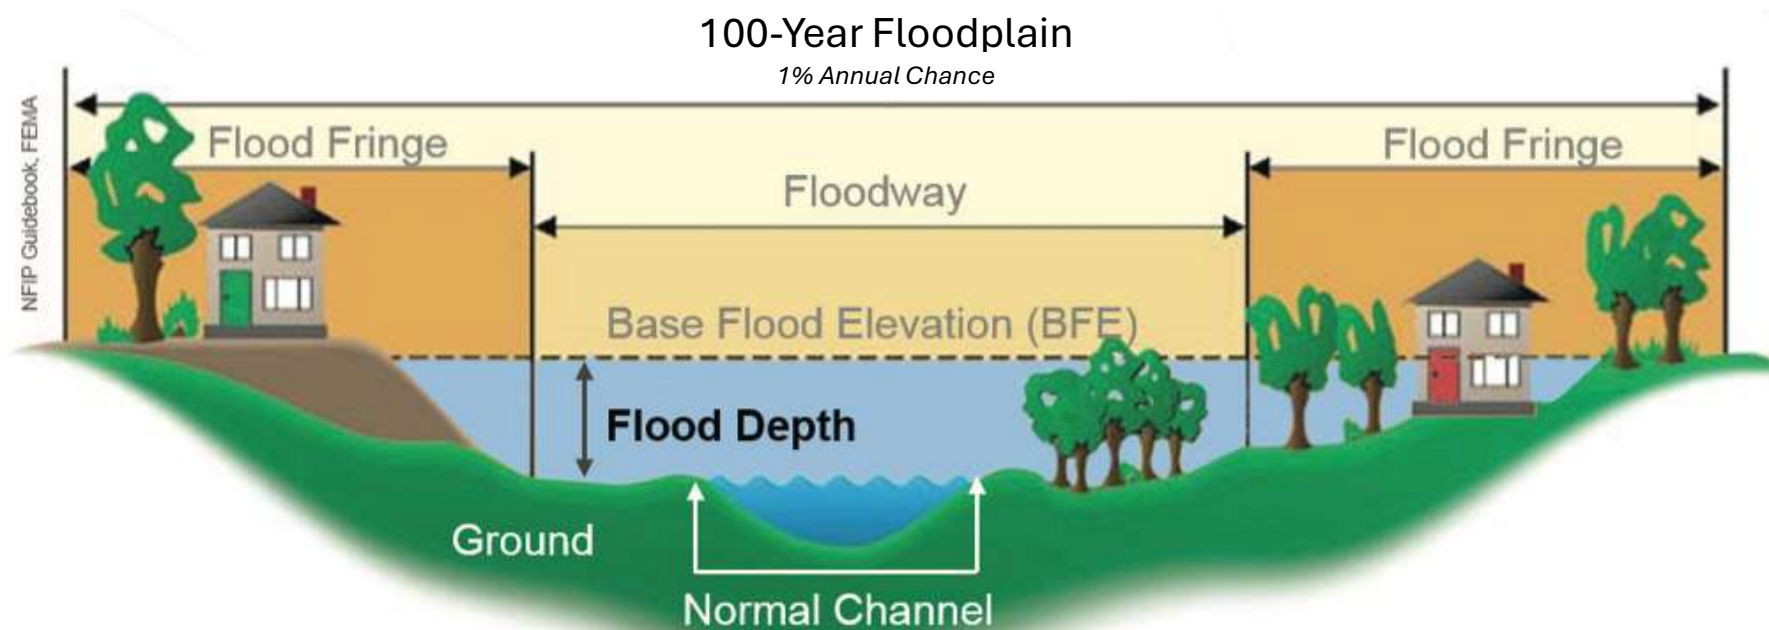 100-Year Floodplain
1% Annual Chance
NFIP Guidebook, FEMA
Flood Fringe
Flood Fringe
Floodway
Base Flood Elevation (BFE)
Flood Depth
Ground
Normal Channel